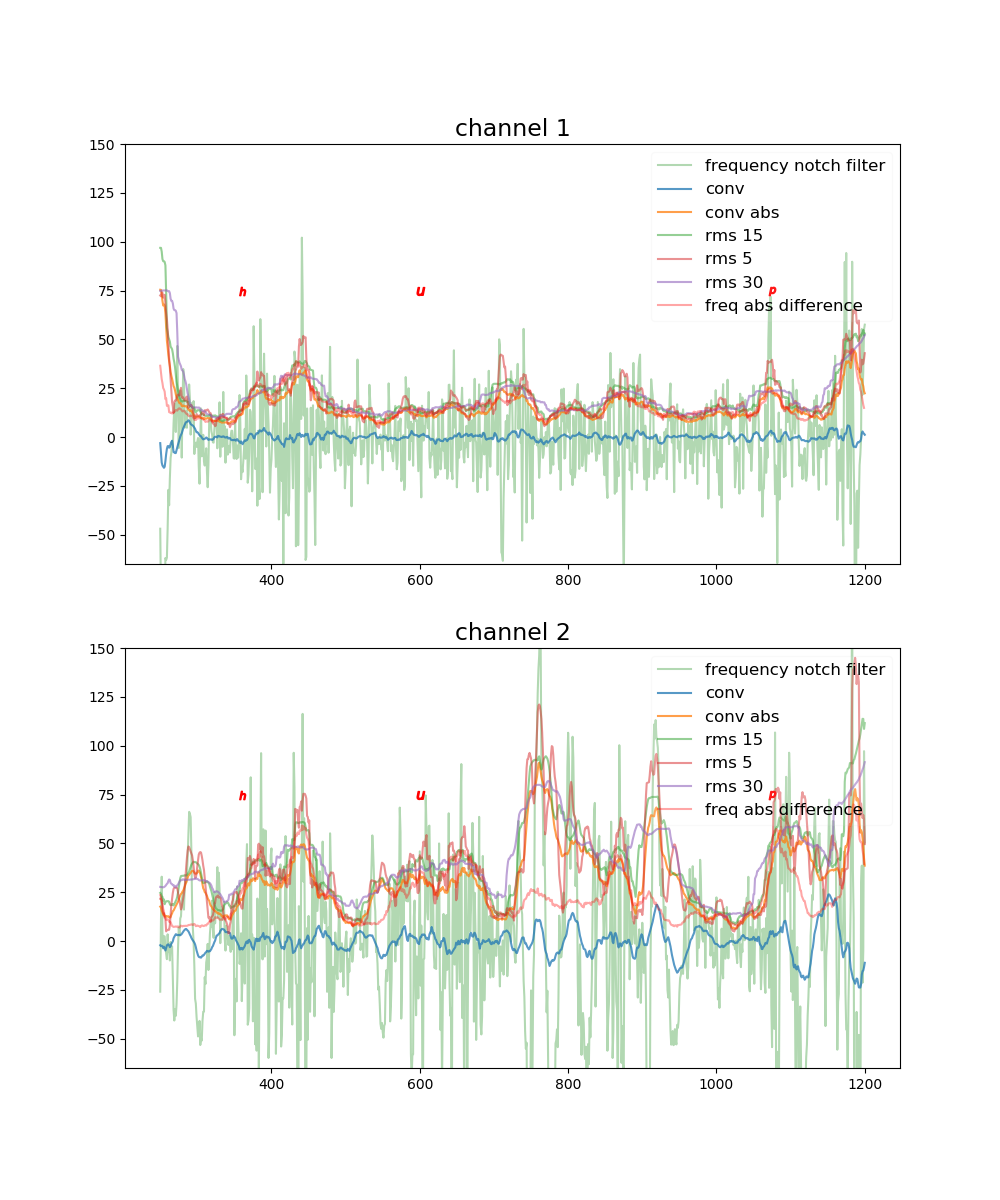 channel 1
150
125
100
75
50
25
0
−25
−50
frequency notch filter
conv
conv abs
rms 15
rms 5
rms 30
freq abs difference
h u p
400 600 800 1000 1200
channel 2
150
125
100
75
50
25
0
−25
−50
frequency notch filter
conv
conv abs
rms 15
rms 5
rms 30
freq abs difference
h u p
400 600 800 1000 1200